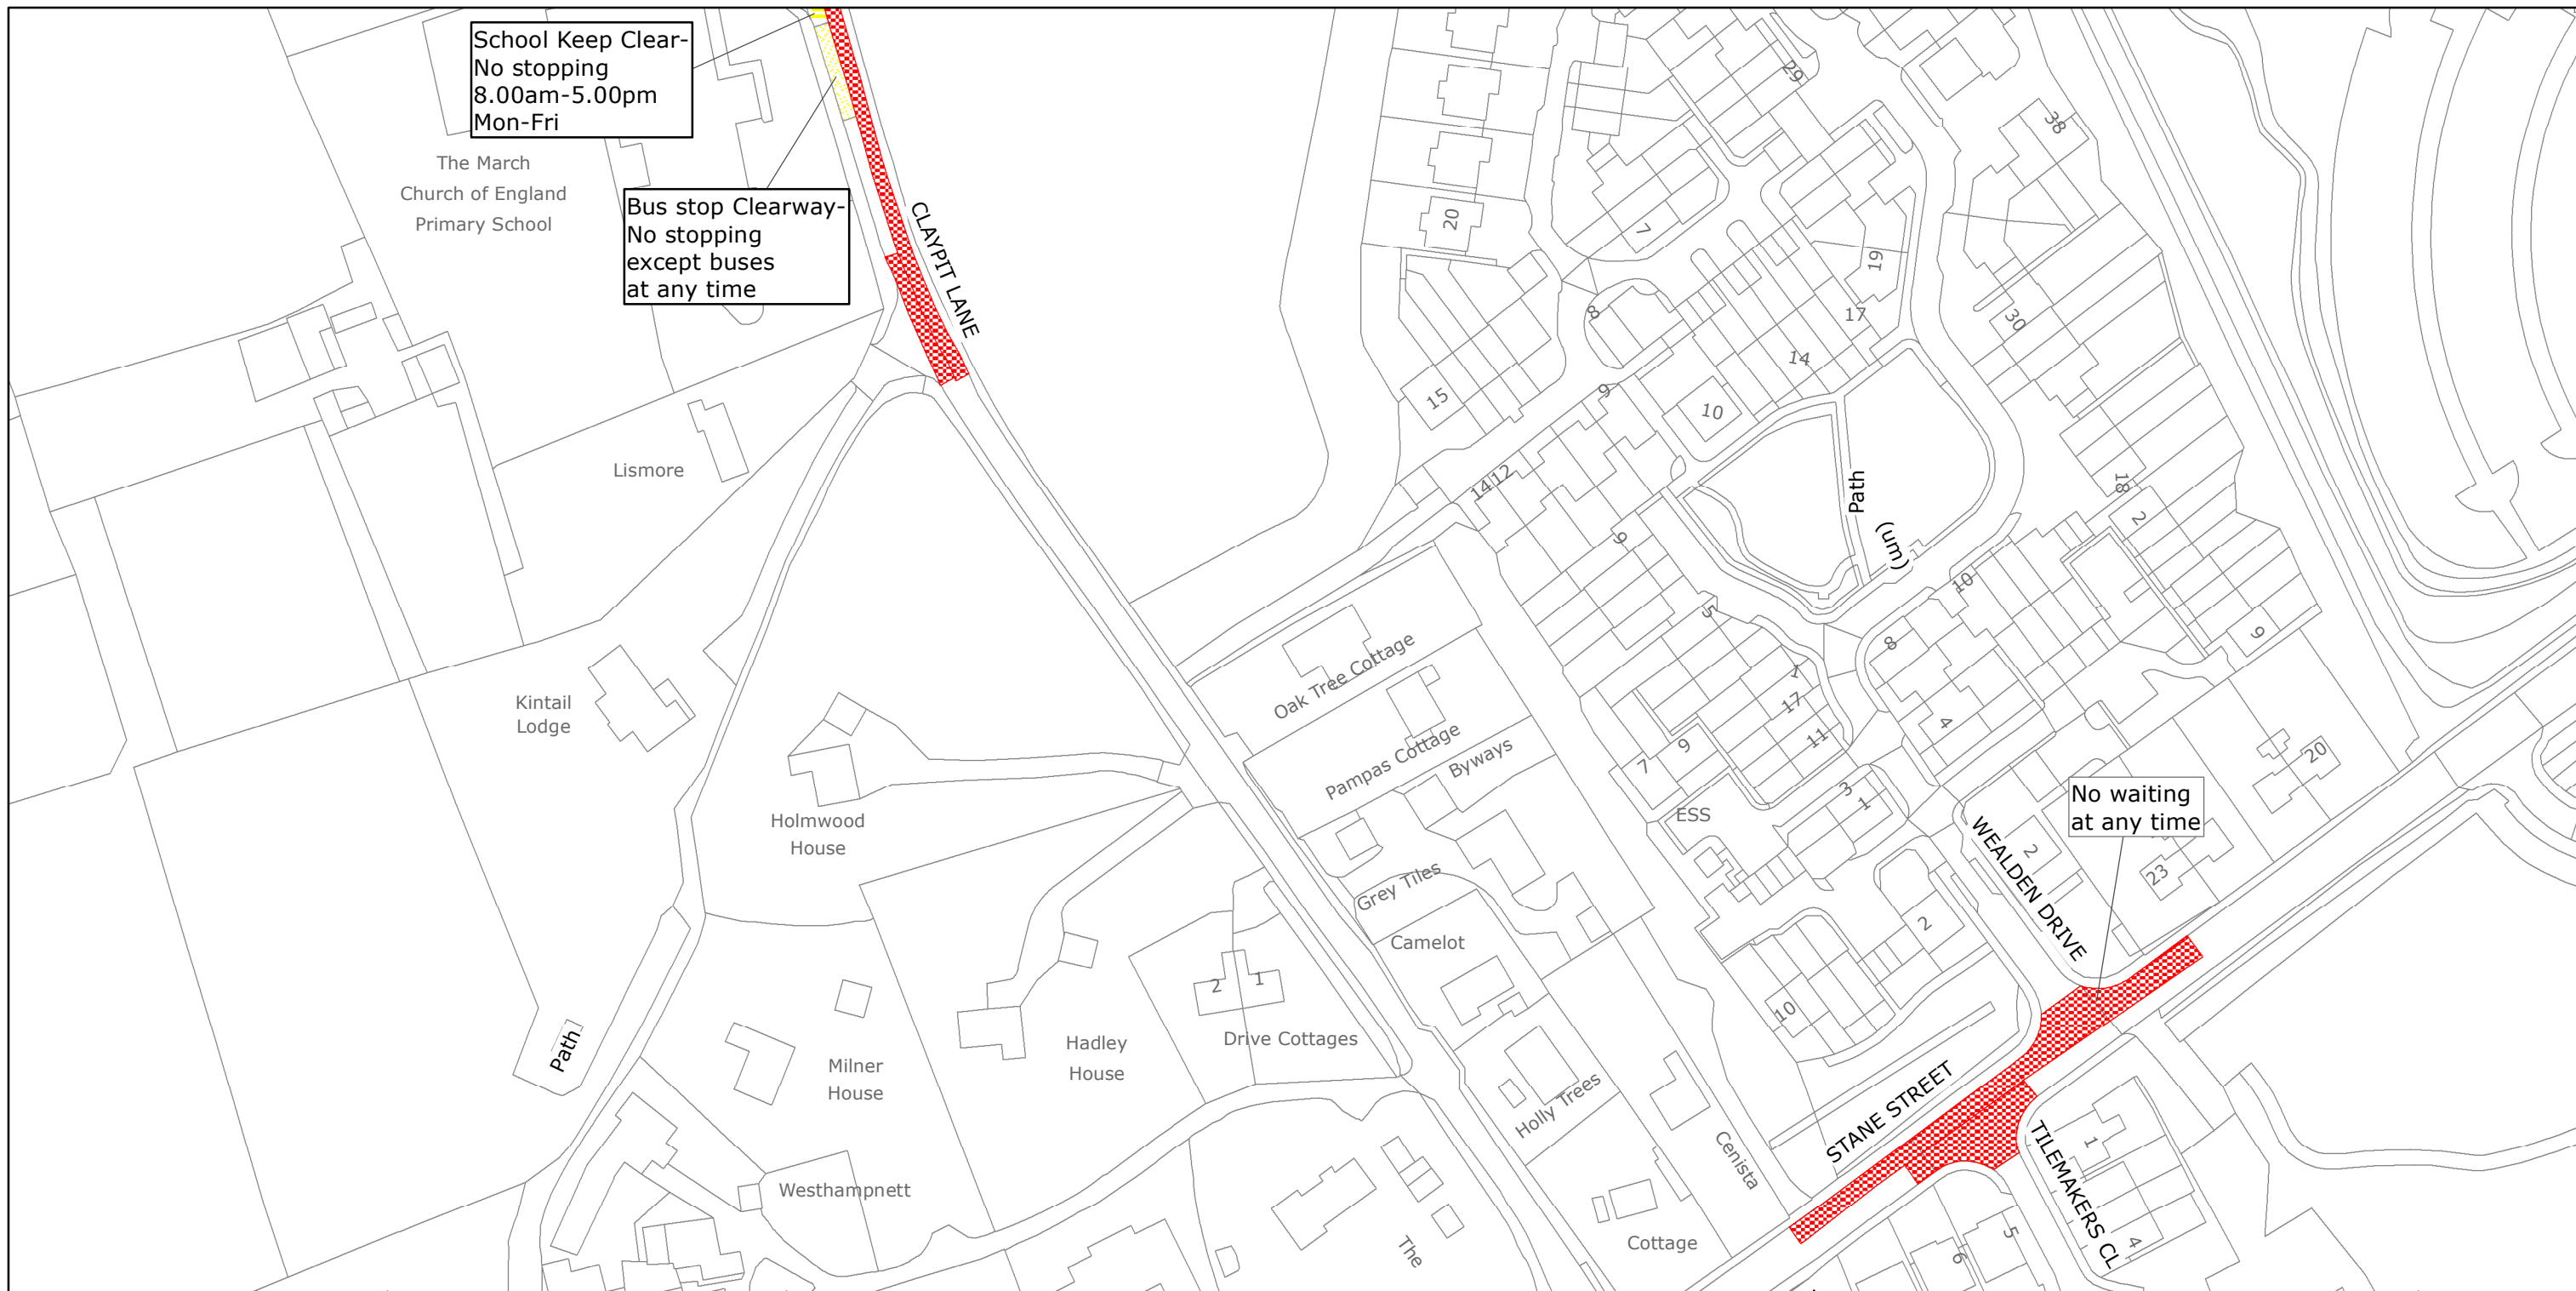 School Keep Clear-
No stopping
8.00am-5.00pm
Mon-Fri
The March
Church of England
Primary School
Bus stop Clearway-
No stopping
except buses
at any time
CLAYPIT LANE
29
38
20
7
19
8
17
30
14
15
9
10
14
12
Path
18
2
(um)
9
10
5
8
9
Lismore
Oak Tree Cottage
Kintail
Lodge
Pampas Cottage
Byways
1
17
11
4
9
7
20
Holmwood
House
ESS
3
1
No waiting
at any time
WEALDEN DRIVE
2
23
Grey Tiles
Camelot
2
2
1
10
Drive Cottages
Path
Hadley
House
Milner
House
STANE STREET
Holly Trees
Cenista
TILEMAKERS CL
1
Westhampnett
Cottage
The
5
6
4